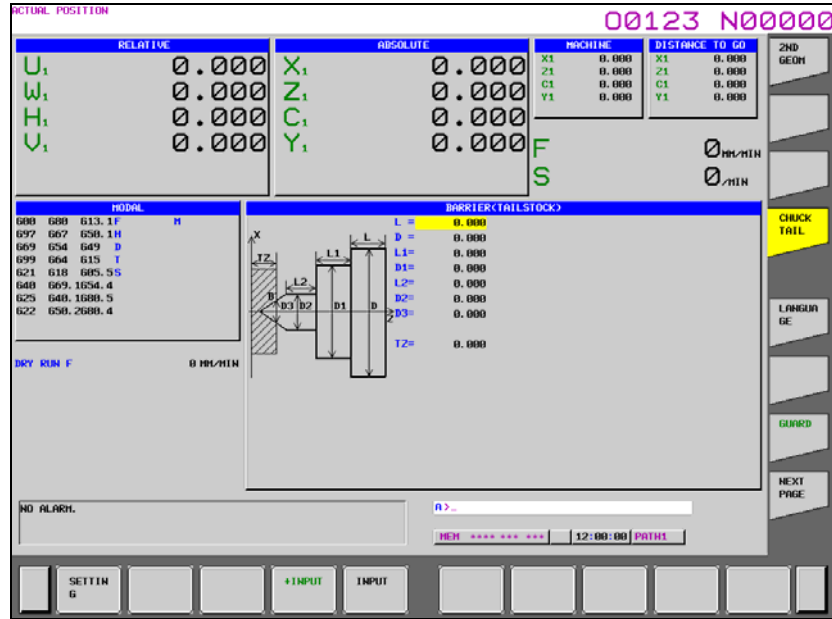 ACTUAL POSITION
O0123 N00000
RELATIVE
U1 0.000
W1 0.000
H1 0.000
V1 0.000
ABSOLUTE
X1 0.000
Z1 0.000
C1 0.000
Y1 0.000
MACHINE
X1 0.000
Z1 0.000
C1 0.000
Y1 0.000
DISTANCE TO GO
X1 0.000
Z1 0.000
C1 0.000
Y1 0.000
F 0 MM/MIN
S 0 /MIN
MODAL
G00 G80 G13.1 F M
G97 G67 G50.1 H
G69 G54 G49 D
G99 G64 G15 T
G21 G18 G05.5 S
G40 G69.1 G54.4
G25 G40.1 G80.5
G22 G50.2 G80.4
DRY RUN F 0 MM/MIN
BARRIER(TAILSTOCK)
L = 0.000
D = 0.000
L1= 0.000
D1= 0.000
L2= 0.000
D2= 0.000
D3= 0.000
TZ= 0.000
X
L
TZ
L1
L2
B
D3 D2 D1 D
Z
2ND
GEOM
CHUCK
TAIL
LANGUA
GE
GUARD
NEXT
PAGE
NO ALARM.
A>_
MEM **** *** *** 12:00:00 PATH1
SETTIN
G
+INPUT
INPUT